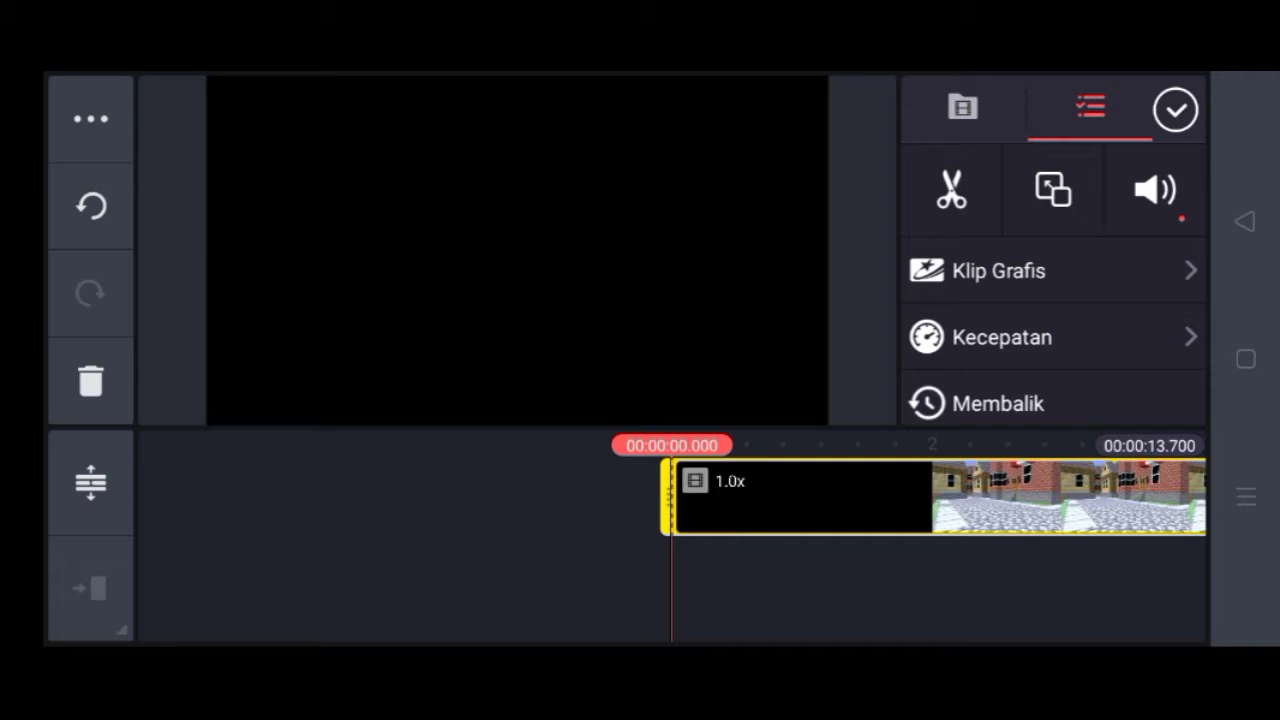 Klip Grafis
Kecepatan
Membalik
00:00:00.000
2
00:00:13.700
1.0x